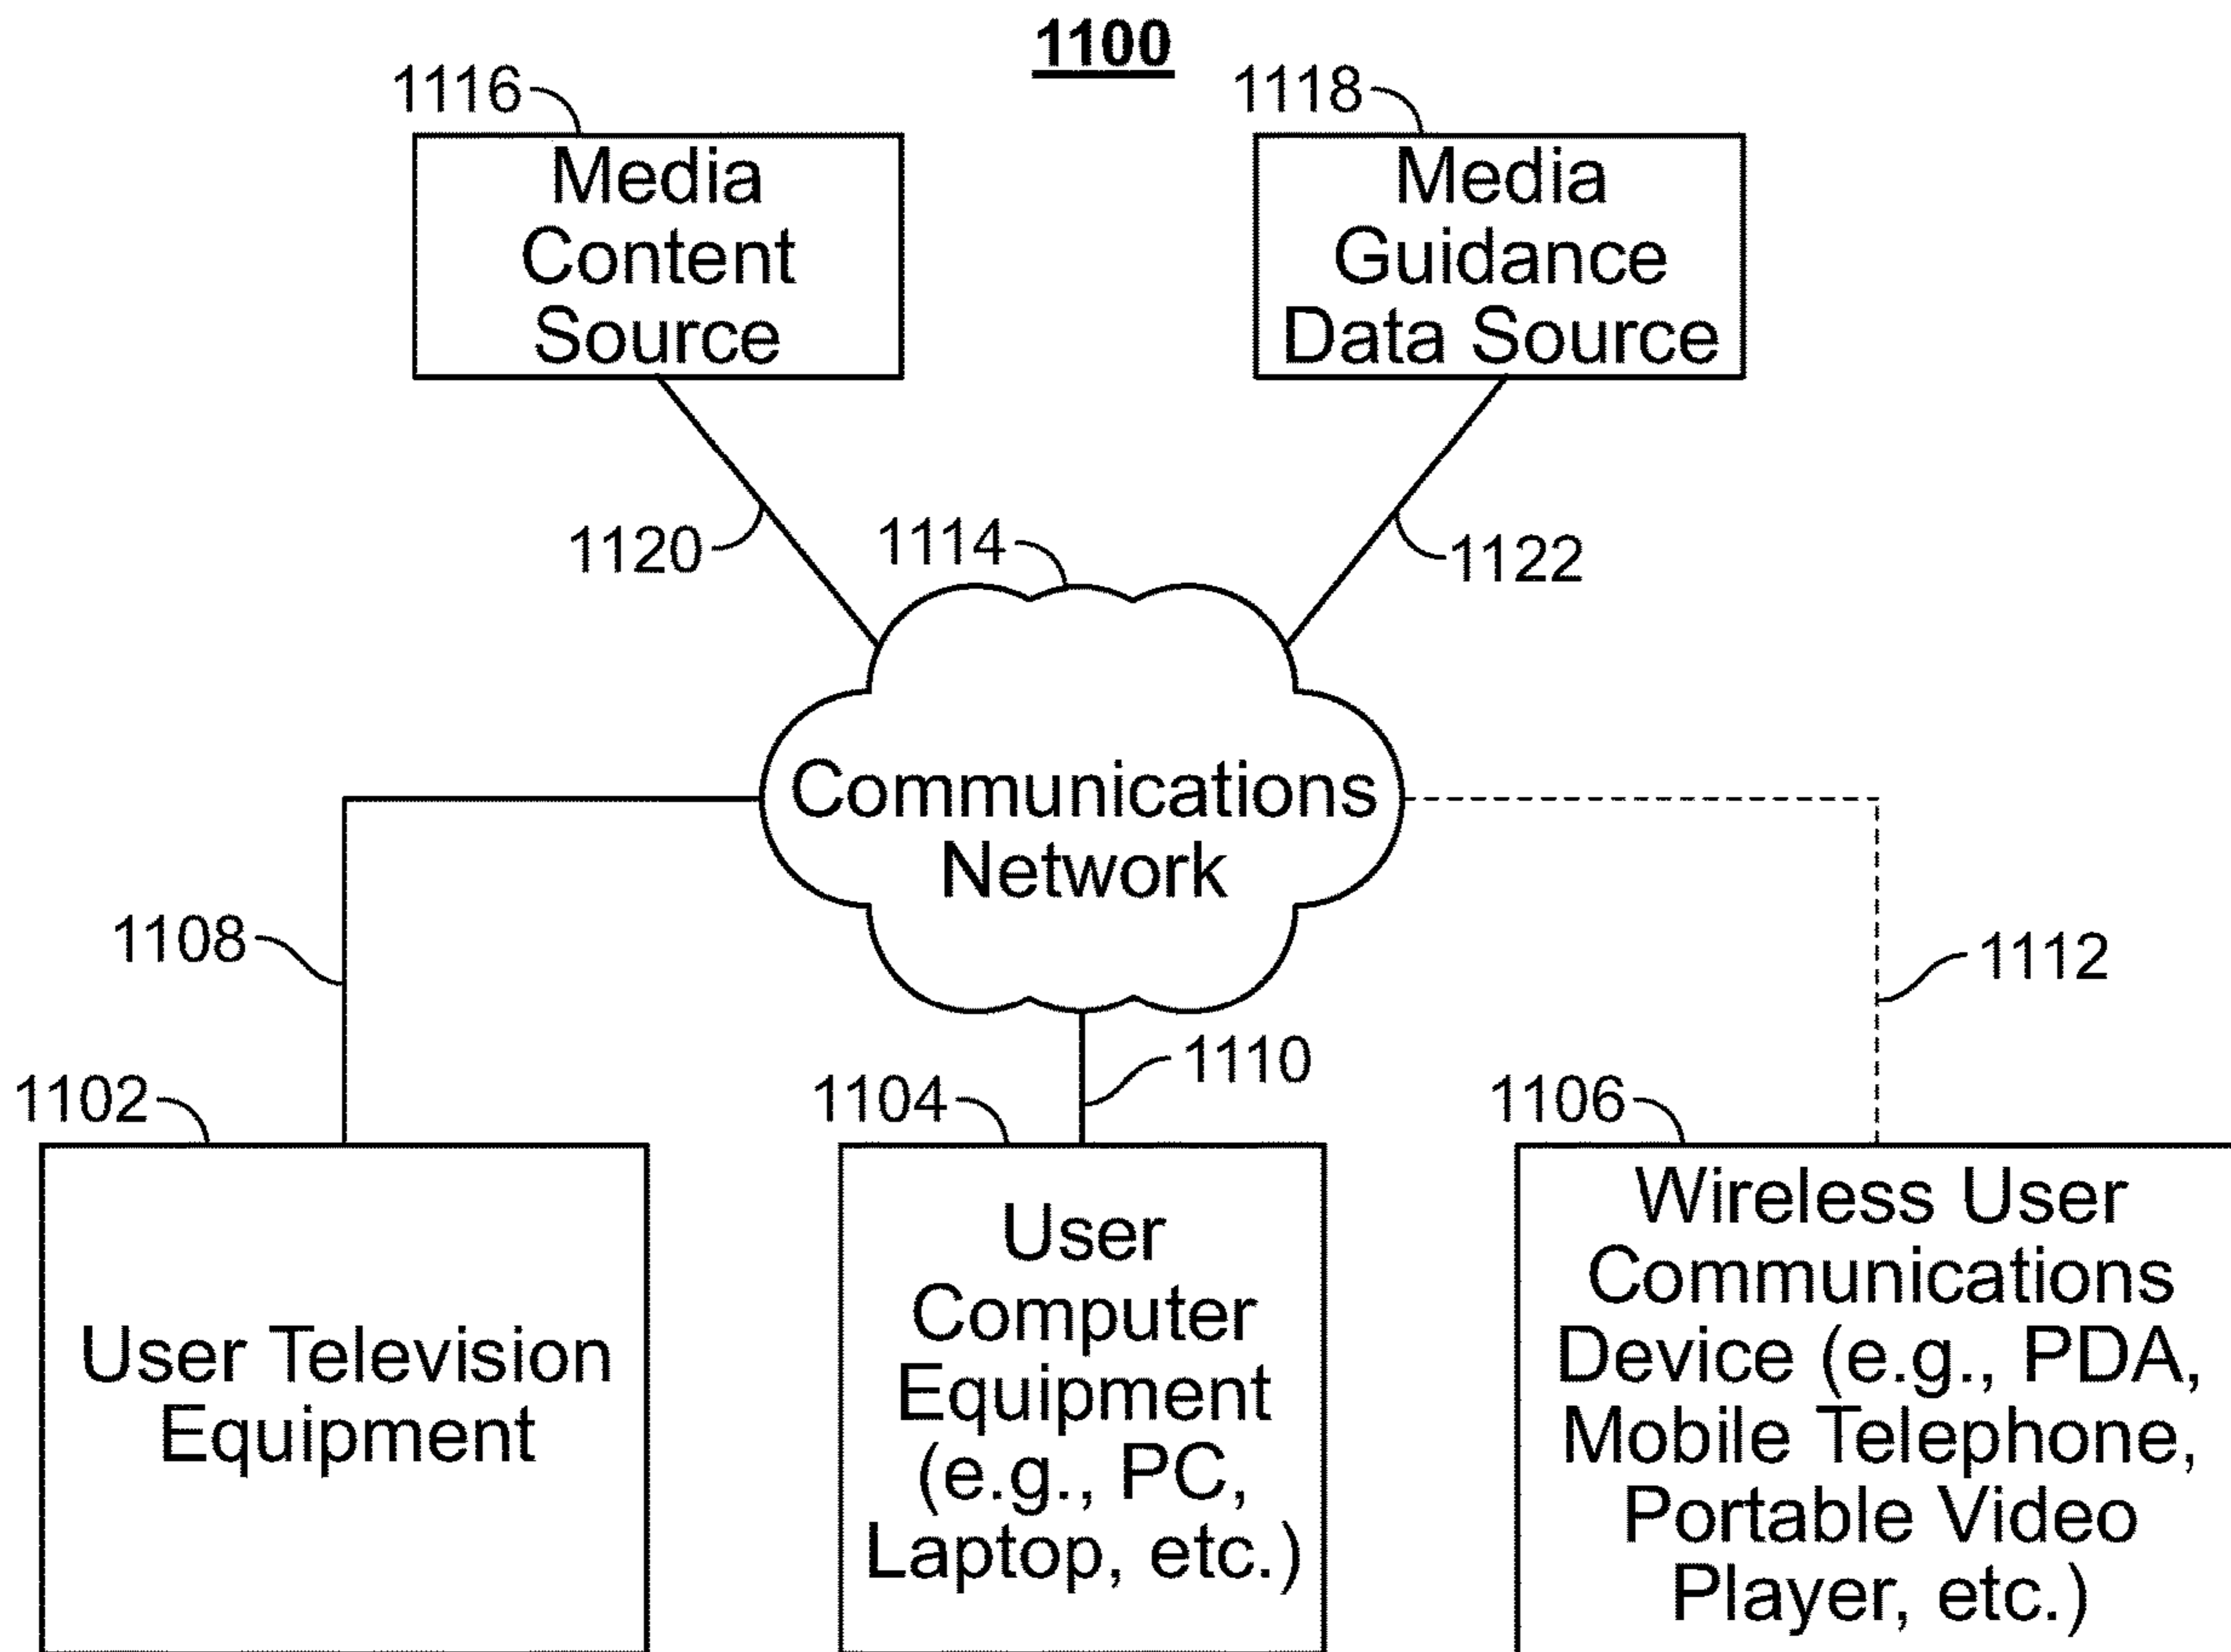 1100
1116
1118
Media
Content
Source
Media
Guidance
Data Source
1120
1114
1122
Communications
Network
1108
1112
1110
1102
1104
1106
User Television
Equipment
User
Computer
Equipment
(e.g., PC,
Laptop, etc.)
Wireless User
Communications
Device (e.g., PDA,
Mobile Telephone,
Portable Video
Player, etc.)